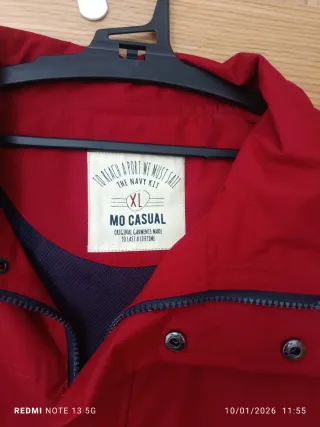 TO REACH A PORT WE MUST SAIL
THE NAVY KIT
XL
MO CASUAL
ORIGINAL GARMENTS MADE
TO LAST A LIFETIME
REDMI NOTE 13 5G
10/01/2026 11:55